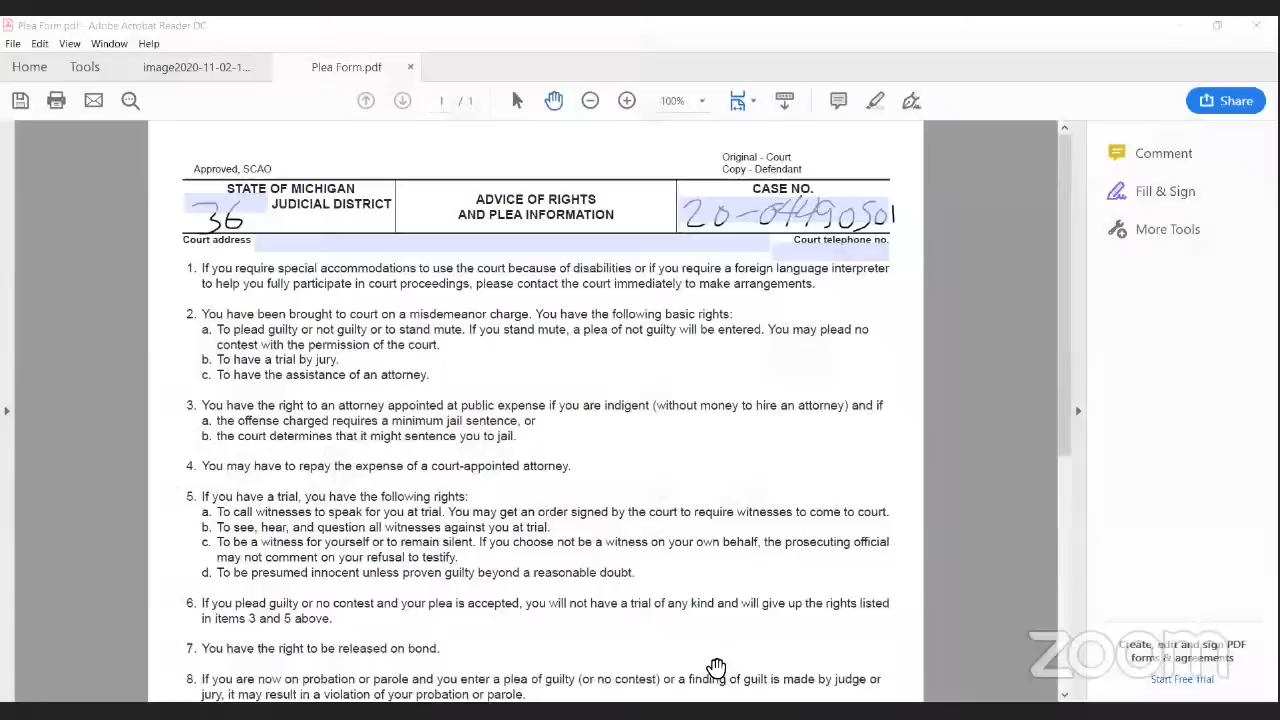 Plea Form.pdf - Adobe Acrobat Reader DC
File Edit View Window Help
Home Tools image2020-11-02-1... Plea Form.pdf ×
1 / 1 100% Share
Approved, SCAO
Original - Court
Copy - Defendant
STATE OF MICHIGAN
JUDICIAL DISTRICT
36
ADVICE OF RIGHTS
AND PLEA INFORMATION
CASE NO.
20-04490501
Court address Court telephone no.
1. If you require special accommodations to use the court because of disabilities or if you require a foreign language interpreter
to help you fully participate in court proceedings, please contact the court immediately to make arrangements.
2. You have been brought to court on a misdemeanor charge. You have the following basic rights:
a. To plead guilty or not guilty or to stand mute. If you stand mute, a plea of not guilty will be entered. You may plead no
contest with the permission of the court.
b. To have a trial by jury.
c. To have the assistance of an attorney.
3. You have the right to an attorney appointed at public expense if you are indigent (without money to hire an attorney) and if
a. the offense charged requires a minimum jail sentence, or
b. the court determines that it might sentence you to jail.
4. You may have to repay the expense of a court-appointed attorney.
5. If you have a trial, you have the following rights:
a. To call witnesses to speak for you at trial. You may get an order signed by the court to require witnesses to come to court.
b. To see, hear, and question all witnesses against you at trial.
c. To be a witness for yourself or to remain silent. If you choose not be a witness on your own behalf, the prosecuting official
may not comment on your refusal to testify.
d. To be presumed innocent unless proven guilty beyond a reasonable doubt.
6. If you plead guilty or no contest and your plea is accepted, you will not have a trial of any kind and will give up the rights listed
in items 3 and 5 above.
7. You have the right to be released on bond.
8. If you are now on probation or parole and you enter a plea of guilty (or no contest) or a finding of guilt is made by judge or
jury, it may result in a violation of your probation or parole.
Comment
Fill & Sign
More Tools
Create, edit and sign PDF
forms & agreements
Start Free Trial
zoom